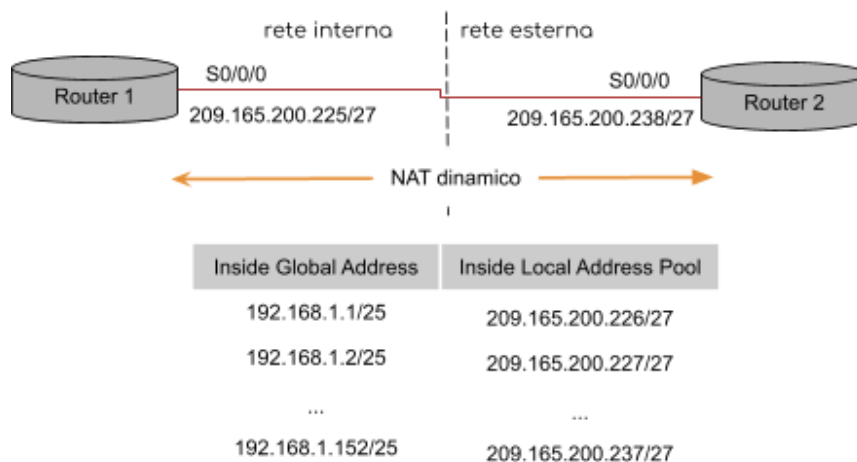 rete interna
rete esterna
Router 1
S0/0/0
209.165.200.225/27
S0/0/0
209.165.200.238/27
Router 2
NAT dinamico
Inside Global Address
Inside Local Address Pool
192.168.1.1/25
209.165.200.226/27
192.168.1.2/25
209.165.200.227/27
...
...
192.168.1.152/25
209.165.200.237/27